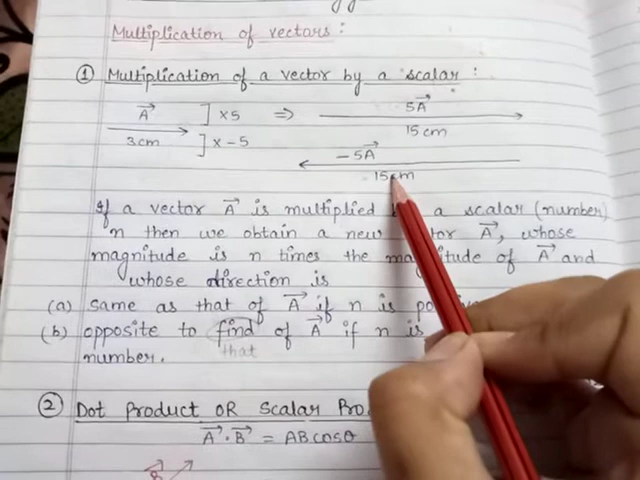 Multiplication of vectors :
① Multiplication of a vector by a scalar :
A⃗ ] ×5 ⇒ 5A⃗
3cm ] × -5 15 cm
-5A⃗
15cm
If a vector A⃗ is multiplied a scalar (number)
n then we obtain a new A⃗, whose
magnitude is n times the magnitude of A⃗ and
whose direction is
(a) same as that of A⃗ if n is
(b) opposite to find of A⃗ if n is
that
number.
② Dot Product OR Scalar
A⃗ . B⃗ = AB cosθ
B⃗